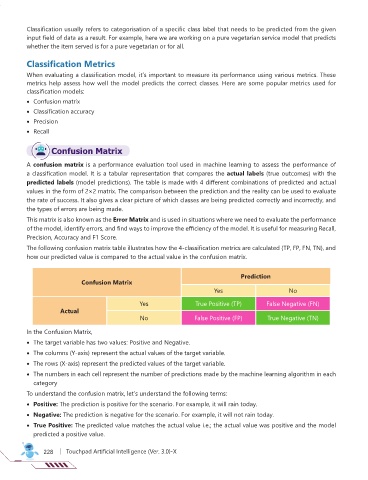 Classification usually refers to categorisation of a specific class label that needs to be predicted from the given
input field of data as a result. For example, here we are working on a pure vegetarian service model that predicts
whether the item served is for a pure vegetarian or for all.
Classification Metrics
When evaluating a classification model, it's important to measure its performance using various metrics. These
metrics help assess how well the model predicts the correct classes. Here are some popular metrics used for
classification models:
• Confusion matrix
• Classification accuracy
• Precision
• Recall
Confusion Matrix
A confusion matrix is a performance evaluation tool used in machine learning to assess the performance of
a classification model. It is a tabular representation that compares the actual labels (true outcomes) with the
predicted labels (model predictions). The table is made with 4 different combinations of predicted and actual
values in the form of 2×2 matrix. The comparison between the prediction and the reality can be used to evaluate
the rate of success. It also gives a clear picture of which classes are being predicted correctly and incorrectly, and
the types of errors are being made.
This matrix is also known as the Error Matrix and is used in situations where we need to evaluate the performance
of the model, identify errors, and find ways to improve the efficiency of the model. It is useful for measuring Recall,
Precision, Accuracy and F1 Score.
The following confusion matrix table illustrates how the 4-classification metrics are calculated (TP, FP, FN, TN), and
how our predicted value is compared to the actual value in the confusion matrix.
Confusion Matrix
Prediction
Yes No
Actual
Yes True Positive (TP) False Negative (FN)
No False Positive (FP) True Negative (TN)
In the Confusion Matrix,
• The target variable has two values: Positive and Negative.
• The columns (Y-axis) represent the actual values of the target variable.
• The rows (X-axis) represent the predicted values of the target variable.
• The numbers in each cell represent the number of predictions made by the machine learning algorithm in each
category
To understand the confusion matrix, let's understand the following terms:
• Positive: The prediction is positive for the scenario. For example, it will rain today.
• Negative: The prediction is negative for the scenario. For example, it will not rain today.
• True Positive: The predicted value matches the actual value i.e.; the actual value was positive and the model
predicted a positive value.
228 | Touchpad Artificial Intelligence (Ver. 3.0)-X